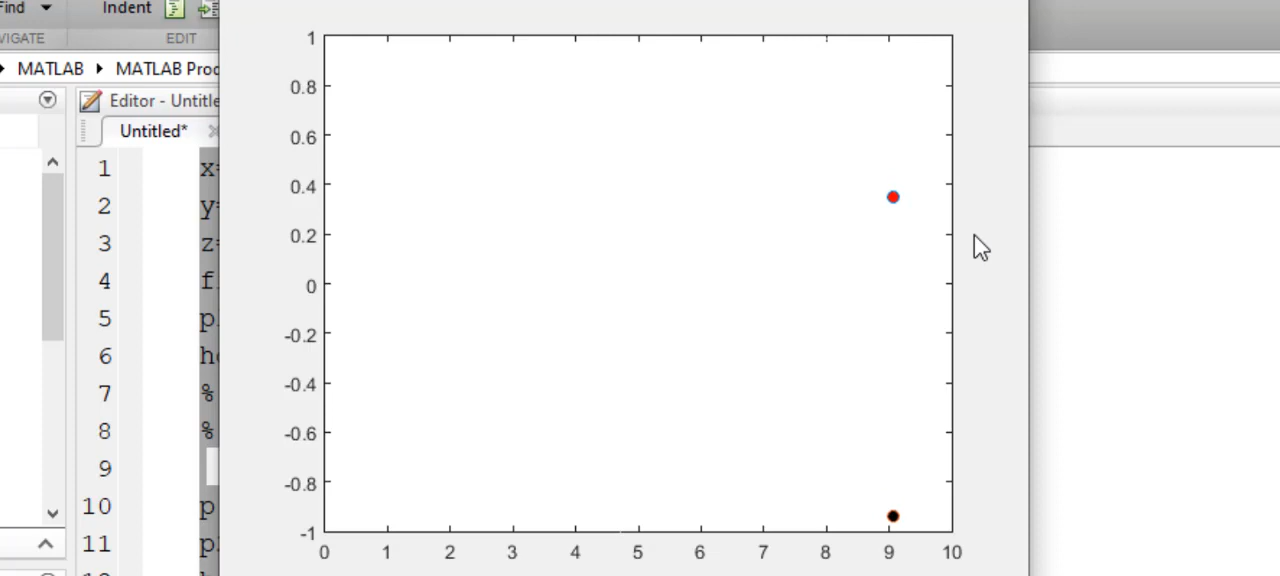 Find
Indent
VIGATE
EDIT
MATLAB
MATLAB Proc
Editor - Untitle
Untitled*
1 x=
2 y=
3 z=
4 f
5 p
6 h
7 %
8 %
9
10 p
11 p
1
0.8
0.6
0.4
0.2
0
-0.2
-0.4
-0.6
-0.8
-1
0 1 2 3 4 5 6 7 8 9 10